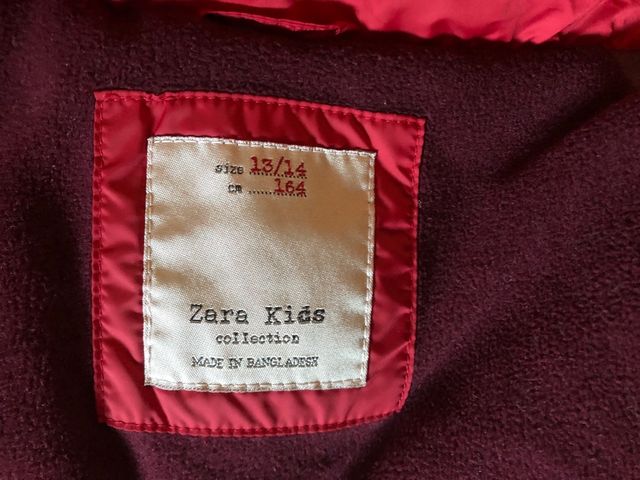 size 13/14
cm ......164
Zara Kids
collection
MADE IN BANGLADESH